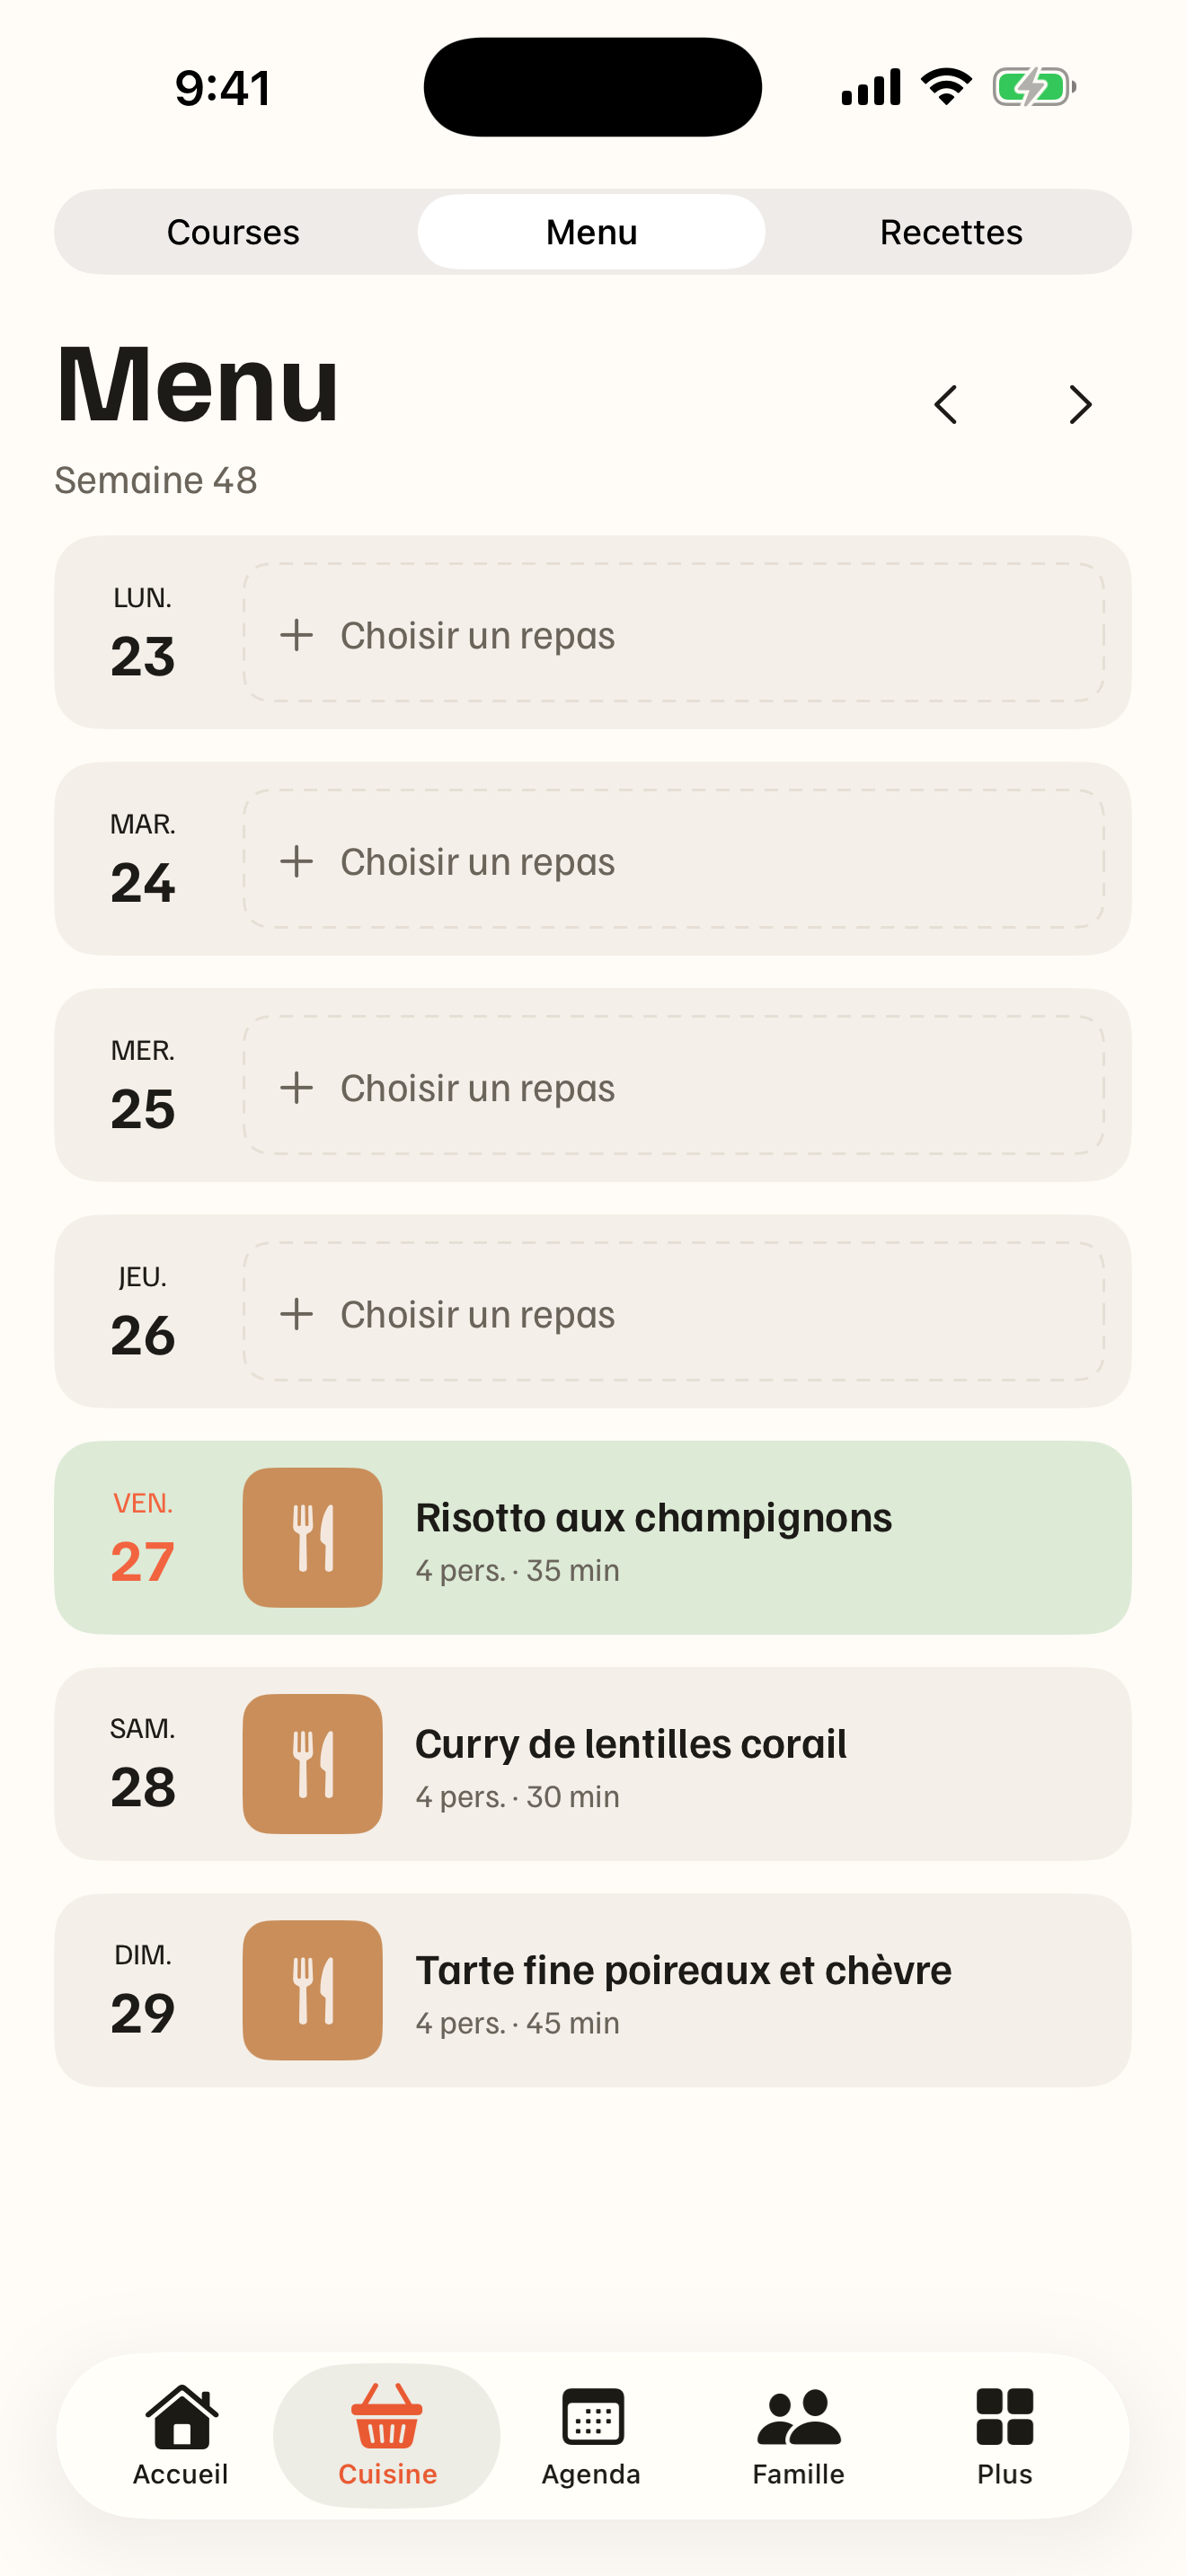 9:41
Courses
Menu
Recettes
Menu
Semaine 48
LUN.
23
Choisir un repas
MAR.
24
Choisir un repas
MER.
25
Choisir un repas
JEU.
26
Choisir un repas
VEN.
27
Risotto aux champignons
4 pers. · 35 min
SAM.
28
Curry de lentilles corail
4 pers. · 30 min
DIM.
29
Tarte fine poireaux et chèvre
4 pers. · 45 min
Accueil
Cuisine
Agenda
Famille
Plus